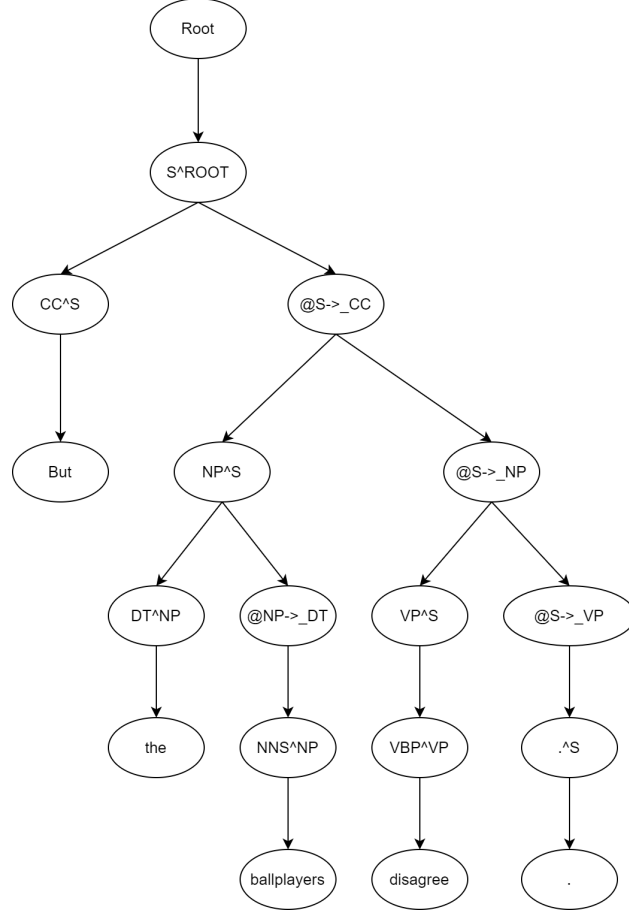 Root
S^ROOT
CC^S
@S->_CC
But
NP^S
@S->_NP
DT^NP
@NP->_DT
VP^S
@S->_VP
the
NNS^NP
VBP^VP
.^S
ballplayers
disagree
.